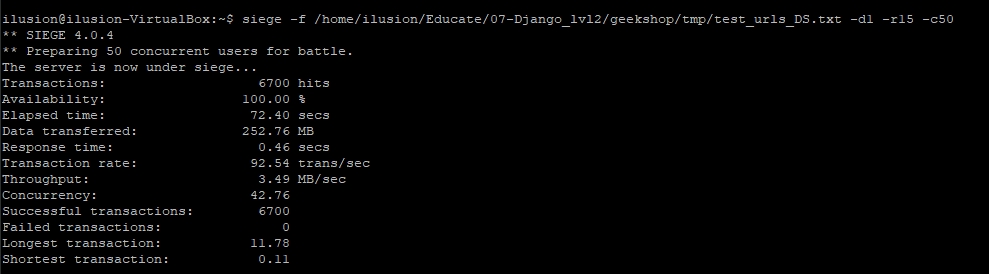 ilusion@ilusion-VirtualBox:~$ siege -f /home/ilusion/Educate/07-Django_lvl2/geekshop/tmp/test_urls_DS.txt -d1 -r15 -c50
** SIEGE 4.0.4
** Preparing 50 concurrent users for battle.
The server is now under siege...
Transactions: 6700 hits
Availability: 100.00 %
Elapsed time: 72.40 secs
Data transferred: 252.76 MB
Response time: 0.46 secs
Transaction rate: 92.54 trans/sec
Throughput: 3.49 MB/sec
Concurrency: 42.76
Successful transactions: 6700
Failed transactions: 0
Longest transaction: 11.78
Shortest transaction: 0.11